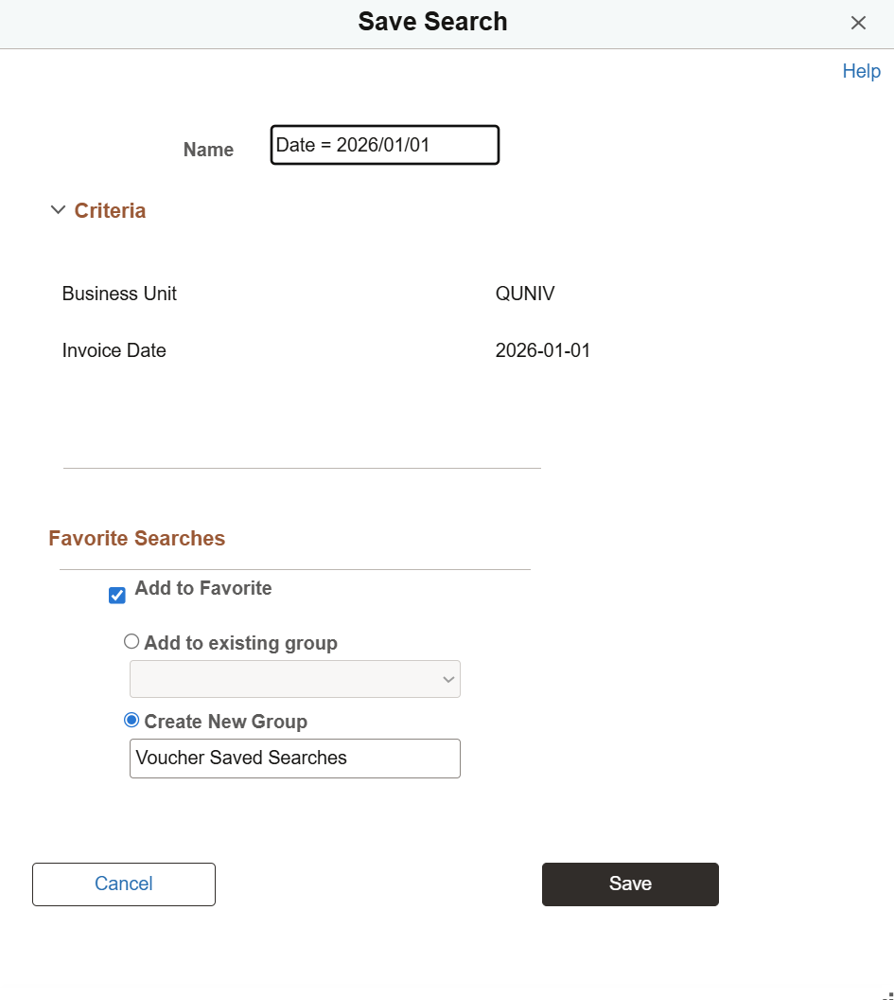 Save Search
Help
Name Date = 2026/01/01
Criteria
Business Unit QUNIV
Invoice Date 2026-01-01
Favorite Searches
Add to Favorite
Add to existing group
Create New Group
Voucher Saved Searches
Cancel Save